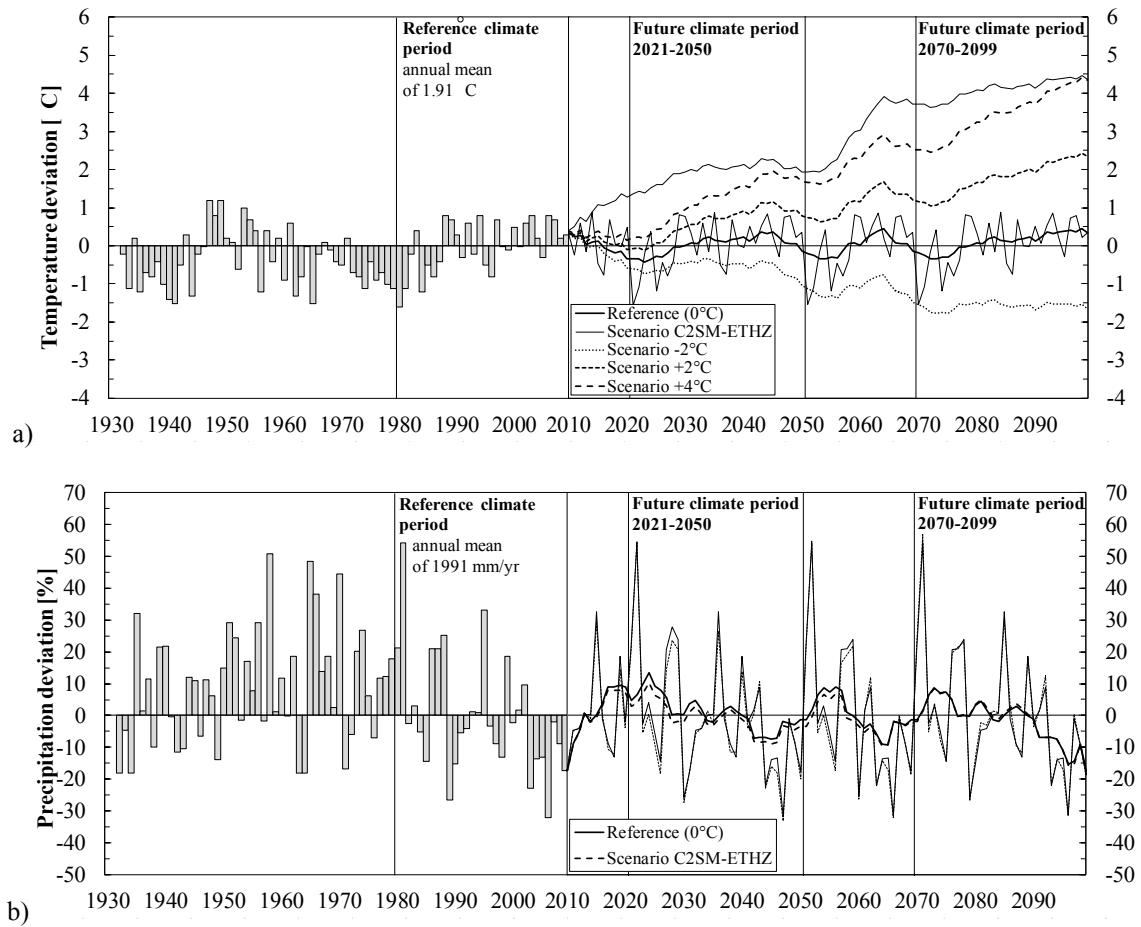 6 6
5 5
4 4
3 3
2 2
1 1
0 0
-1 -1
-2 -2
-3 -3
-4 -4
Temperature deviation [ C]
Reference climate
°
period
annual mean
of 1.91 C
Future climate period
2021-2050
Future climate period
2070-2099
Reference (0°C)
Scenario C2SM-ETHZ
Scenario -2°C
Scenario +2°C
Scenario +4°C
1930 1940 1950 1960 1970 1980 1990 2000 2010 2020 2030 2040 2050 2060 2070 2080 2090
a)
70 70
60 60
50 50
40 40
30 30
20 20
10 10
0 0
-10 -10
-20 -20
-30 -30
-40 -40
-50 -50
Precipitation deviation [%]
Reference climate
period
annual mean
of 1991 mm/yr
Future climate period
2021-2050
Future climate period
2070-2099
Reference (0°C)
Scenario C2SM-ETHZ
1930 1940 1950 1960 1970 1980 1990 2000 2010 2020 2030 2040 2050 2060 2070 2080 2090
b)